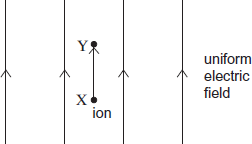 Y
uniform
electric
field
X
ion